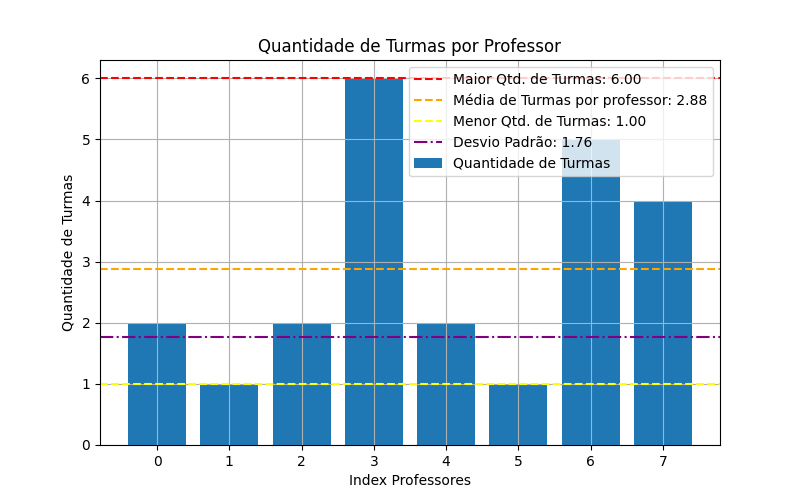 Quantidade de Turmas por Professor
Maior Qtd. de Turmas: 6.00
Média de Turmas por professor: 2.88
Menor Qtd. de Turmas: 1.00
Desvio Padrão: 1.76
Quantidade de Turmas
Quantidade de Turmas
6
5
4
3
2
1
0
0 1 2 3 4 5 6 7
Index Professores